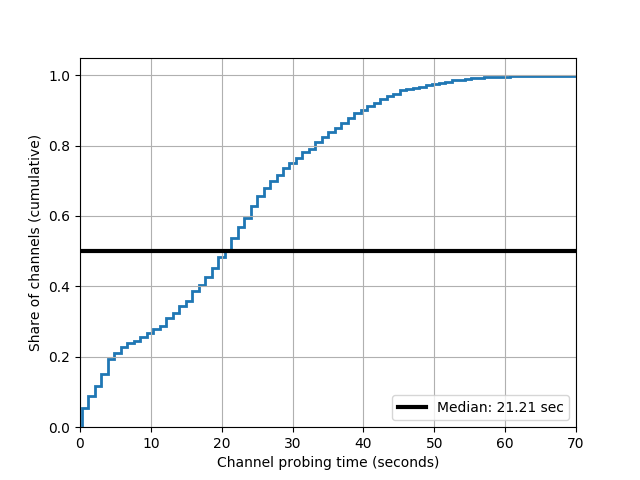 1.0
0.8
0.6
0.4
0.2
0.0
Share of channels (cumulative)
Median: 21.21 sec
0 10 20 30 40 50 60 70
Channel probing time (seconds)